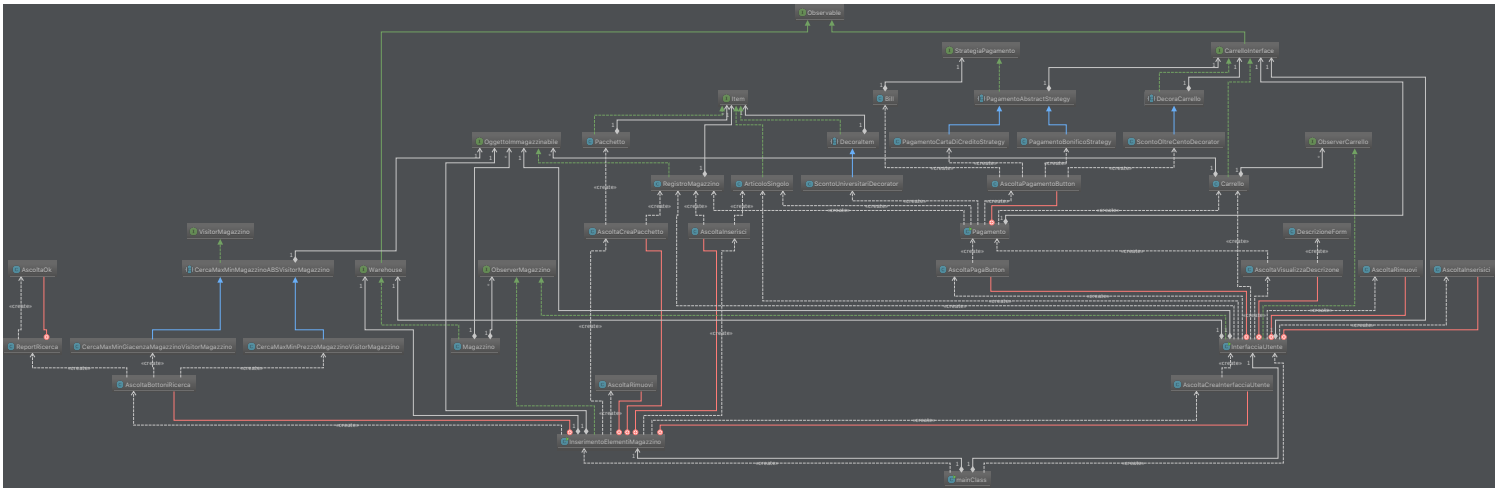 Observable
StrategiaPagamento
CarrelloInterface
Item
Bill
PagamentoAbstractStrategy
DecoraCarrello
OggettoImmagazzinabile
Pacchetto
DecoraItem
PagamentoCartaDiCreditoStrategy
PagamentoBonificoStrategy
ScontoOltreCentoDecorator
ObserverCarrello
RegistroMagazzino
ArticoloSingolo
ScontoUniversitariDecorator
AscoltaPagamentoButton
Carrello
VisitorMagazzino
AscoltaCreaPacchetto
AscoltaInserisci
Pagamento
DescrizioneForm
AscoltaOk
CercaMaxMinMagazzinoABSVisitorMagazzino
Warehouse
ObserverMagazzino
AscoltaPagaButton
AscoltaVisualizzaDescrizone
AscoltaRimuovi
AscoltaInserisici
ReportRicerca
CercaMaxMinGiacenzaMagazzinoVisitorMagazzino
CercaMaxMinPrezzoMagazzinoVisitorMagazzino
Magazzino
InterfacciaUtente
AscoltaBottoniRicerca
AscoltaRimuovi
AscoltaCreaInterfacciaUtente
InserimentoElementiMagazzino
mainClass